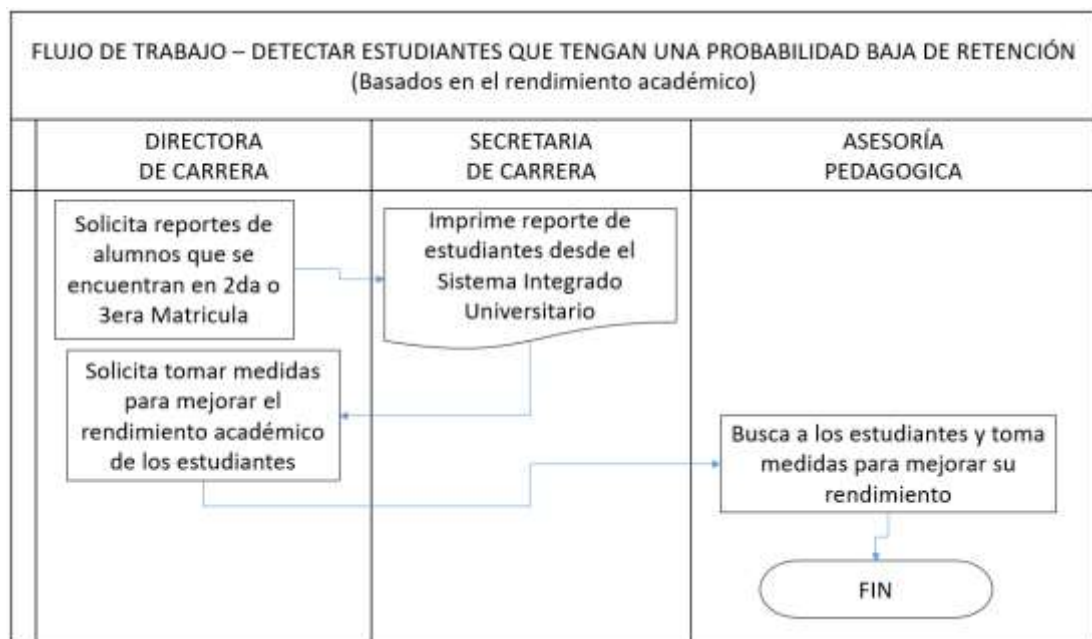 FLUJO DE TRABAJO – DETECTAR ESTUDIANTES QUE TENGAN UNA PROBABILIDAD BAJA DE RETENCIÓN
(Basados en el rendimiento académico)
DIRECTORA
DE CARRERA
SECRETARIA
DE CARRERA
ASESORÍA
PEDAGOGICA
Solicita reportes de
alumnos que se
encuentran en 2da o
3era Matricula
Imprime reporte de
estudiantes desde el
Sistema Integrado
Universitario
Solicita tomar medidas
para mejorar el
rendimiento académico
de los estudiantes
Busca a los estudiantes y toma
medidas para mejorar su
rendimiento
FIN